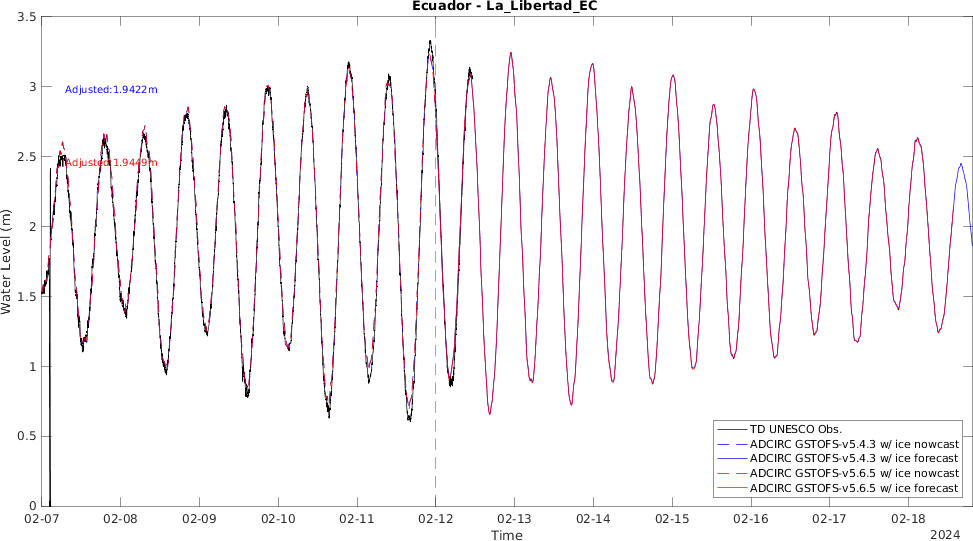 Ecuador - La_Libertad_EC
3.5
3
2.5
2
1.5
1
0.5
0
Water Level (m)
Adjusted:1.9422m
Adjusted:1.9449m
TD UNESCO Obs.
ADCIRC GSTOFS-v5.4.3 w/ ice nowcast
ADCIRC GSTOFS-v5.4.3 w/ ice forecast
ADCIRC GSTOFS-v5.6.5 w/ ice nowcast
ADCIRC GSTOFS-v5.6.5 w/ ice forecast
02-07 02-08 02-09 02-10 02-11 02-12 02-13 02-14 02-15 02-16 02-17 02-18
Time
2024